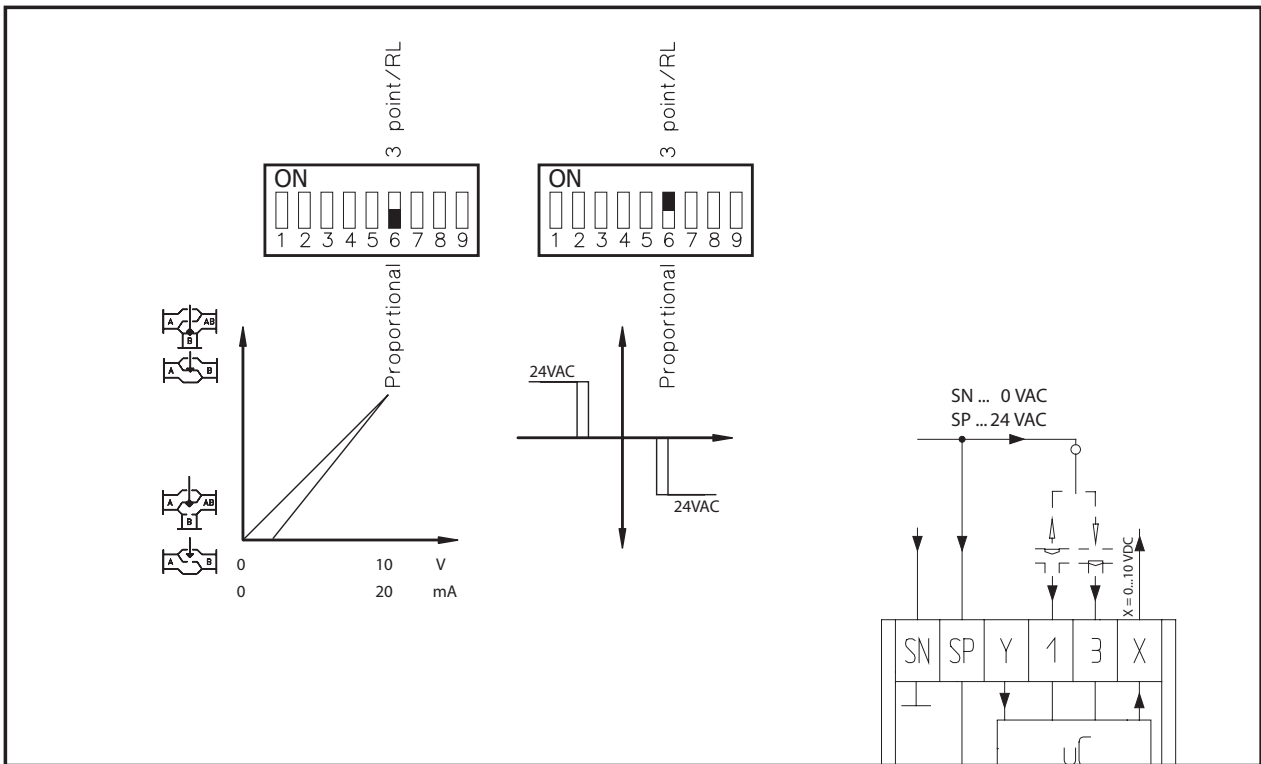 3 point/RL
ON
1 2 3 4 5 6 7 8 9
Proportional
3 point/RL
ON
1 2 3 4 5 6 7 8 9
Proportional
A AB
B
A B
A AB
B
A B
0 10 V
0 20 mA
24VAC
24VAC
SN ... 0 VAC
SP ... 24 VAC
X = 0...10 VDC
SN SP Y 1 3 X
µC